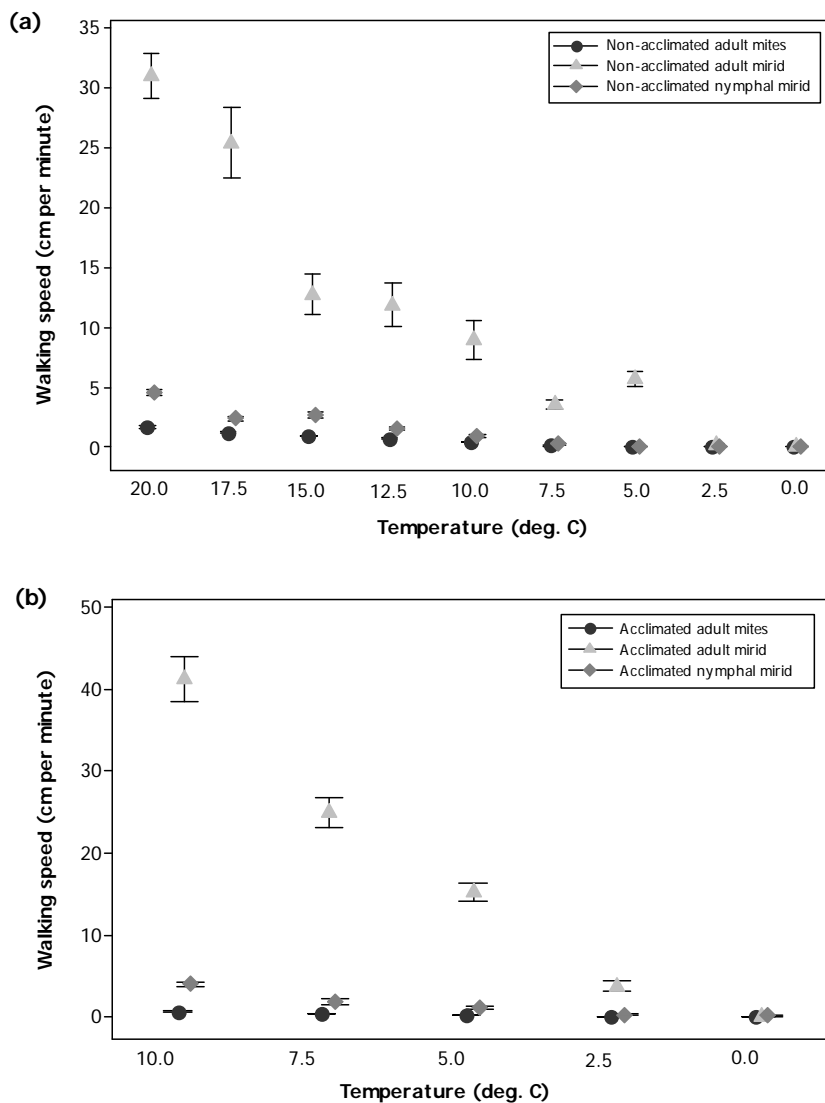 (a)
35
30
25
20
15
10
5
0
Walking speed (cm per minute)
Non-acclimated adult mites
Non-acclimated adult mirid
Non-acclimated nymphal mirid
20.0 17.5 15.0 12.5 10.0 7.5 5.0 2.5 0.0
Temperature (deg. C)
(b)
50
40
30
20
10
0
Walking speed (cm per minute)
Acclimated adult mites
Acclimated adult mirid
Acclimated nymphal mirid
10.0 7.5 5.0 2.5 0.0
Temperature (deg. C)